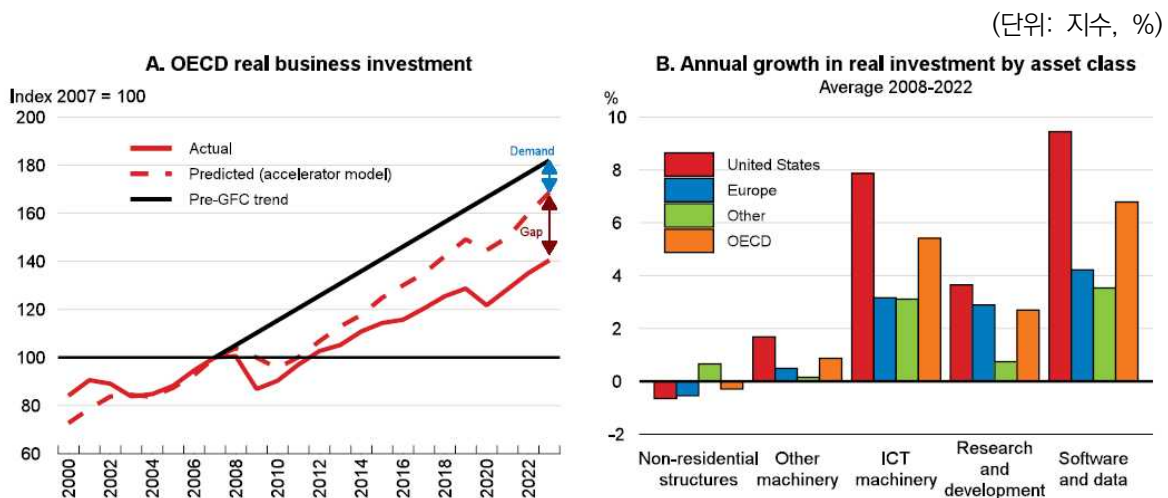 (단위: 지수, %)
A. OECD real business investment
Index 2007 = 100
200
180
160
140
120
100
80
60
Actual
Predicted (accelerator model)
Pre-GFC trend
Demand
Gap
2000
2002
2004
2006
2008
2010
2012
2014
2016
2018
2020
2022
B. Annual growth in real investment by asset class
Average 2008-2022
%
10
8
6
4
2
0
−2
United States
Europe
Other
OECD
Non-residential structures
Other machinery
ICT machinery
Research and development
Software and data